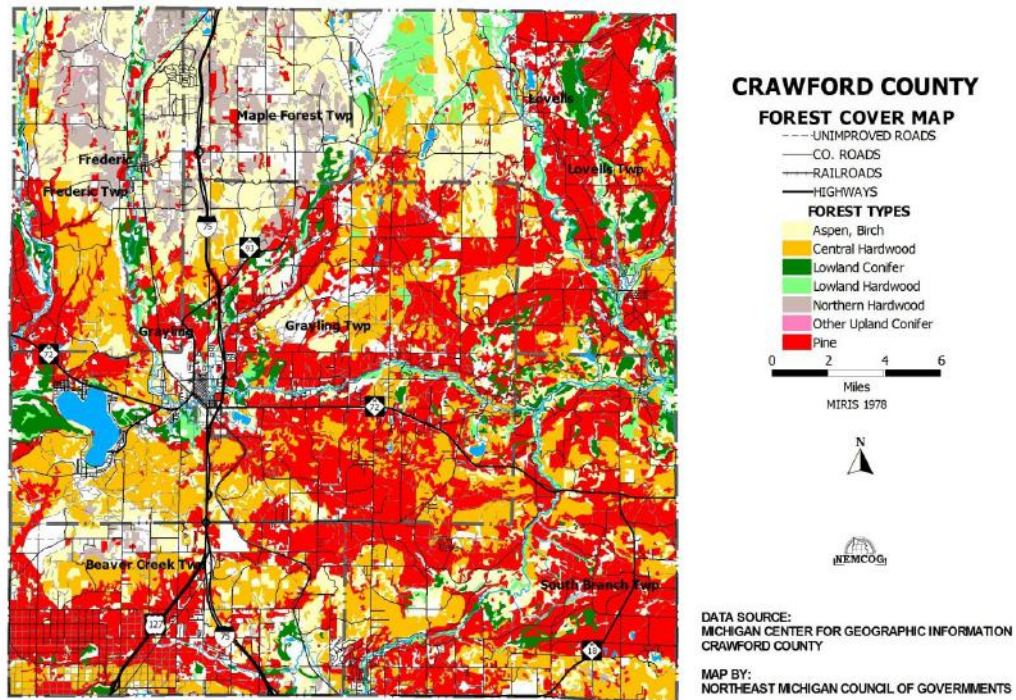 CRAWFORD COUNTY
FOREST COVER MAP
UNIMPROVED ROADS
CO. ROADS
RAILROADS
HIGHWAYS
FOREST TYPES
Aspen, Birch
Central Hardwood
Lowland Conifer
Lowland Hardwood
Northern Hardwood
Other Upland Conifer
Pine
0 2 4 6
Miles
MIRIS 1978
N
NEMCOG
DATA SOURCE:
MICHIGAN CENTER FOR GEOGRAPHIC INFORMATION
CRAWFORD COUNTY
MAP BY:
NORTHEAST MICHIGAN COUNCIL OF GOVERNMENTS
Lovells
Maple Forest Twp
Frederic
Lovells Twp
Frederic Twp
75
93
Grayling
Grayling Twp
72
72
Beaver Creek Twp
South Branch Twp
127
75
18